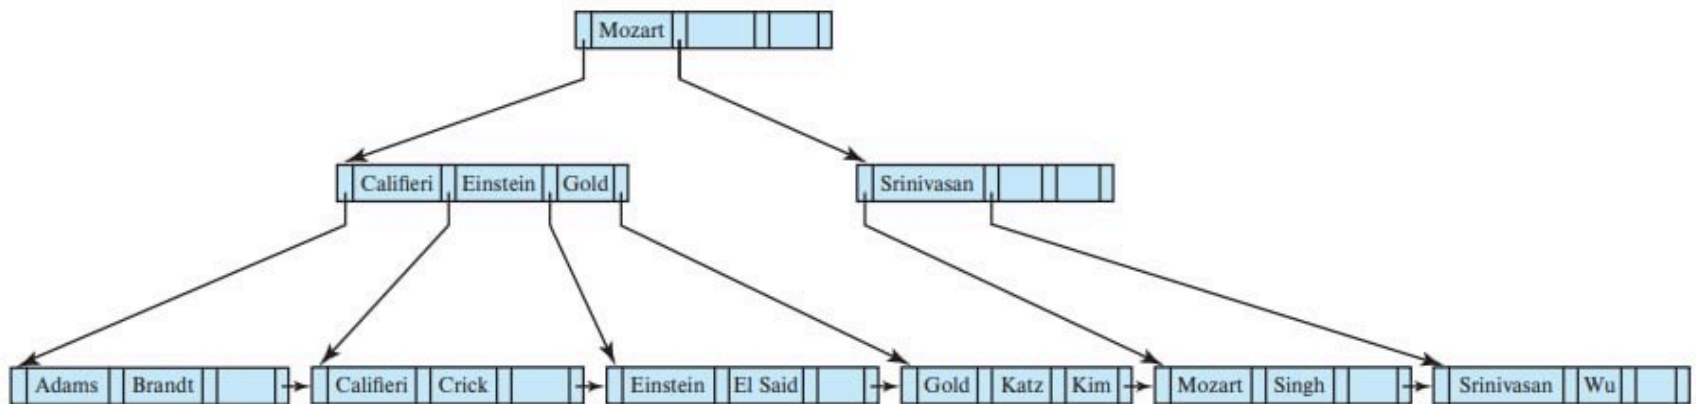 Mozart
Califieri Einstein Gold Srinivasan
Adams Brandt Califieri Crick Einstein El Said Gold Katz Kim Mozart Singh Srinivasan Wu